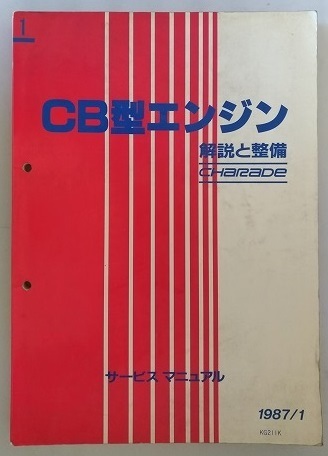 1
CB型エンジン
解説と整備
CHARADE
サービス マニュアル
1987/1
KG211K